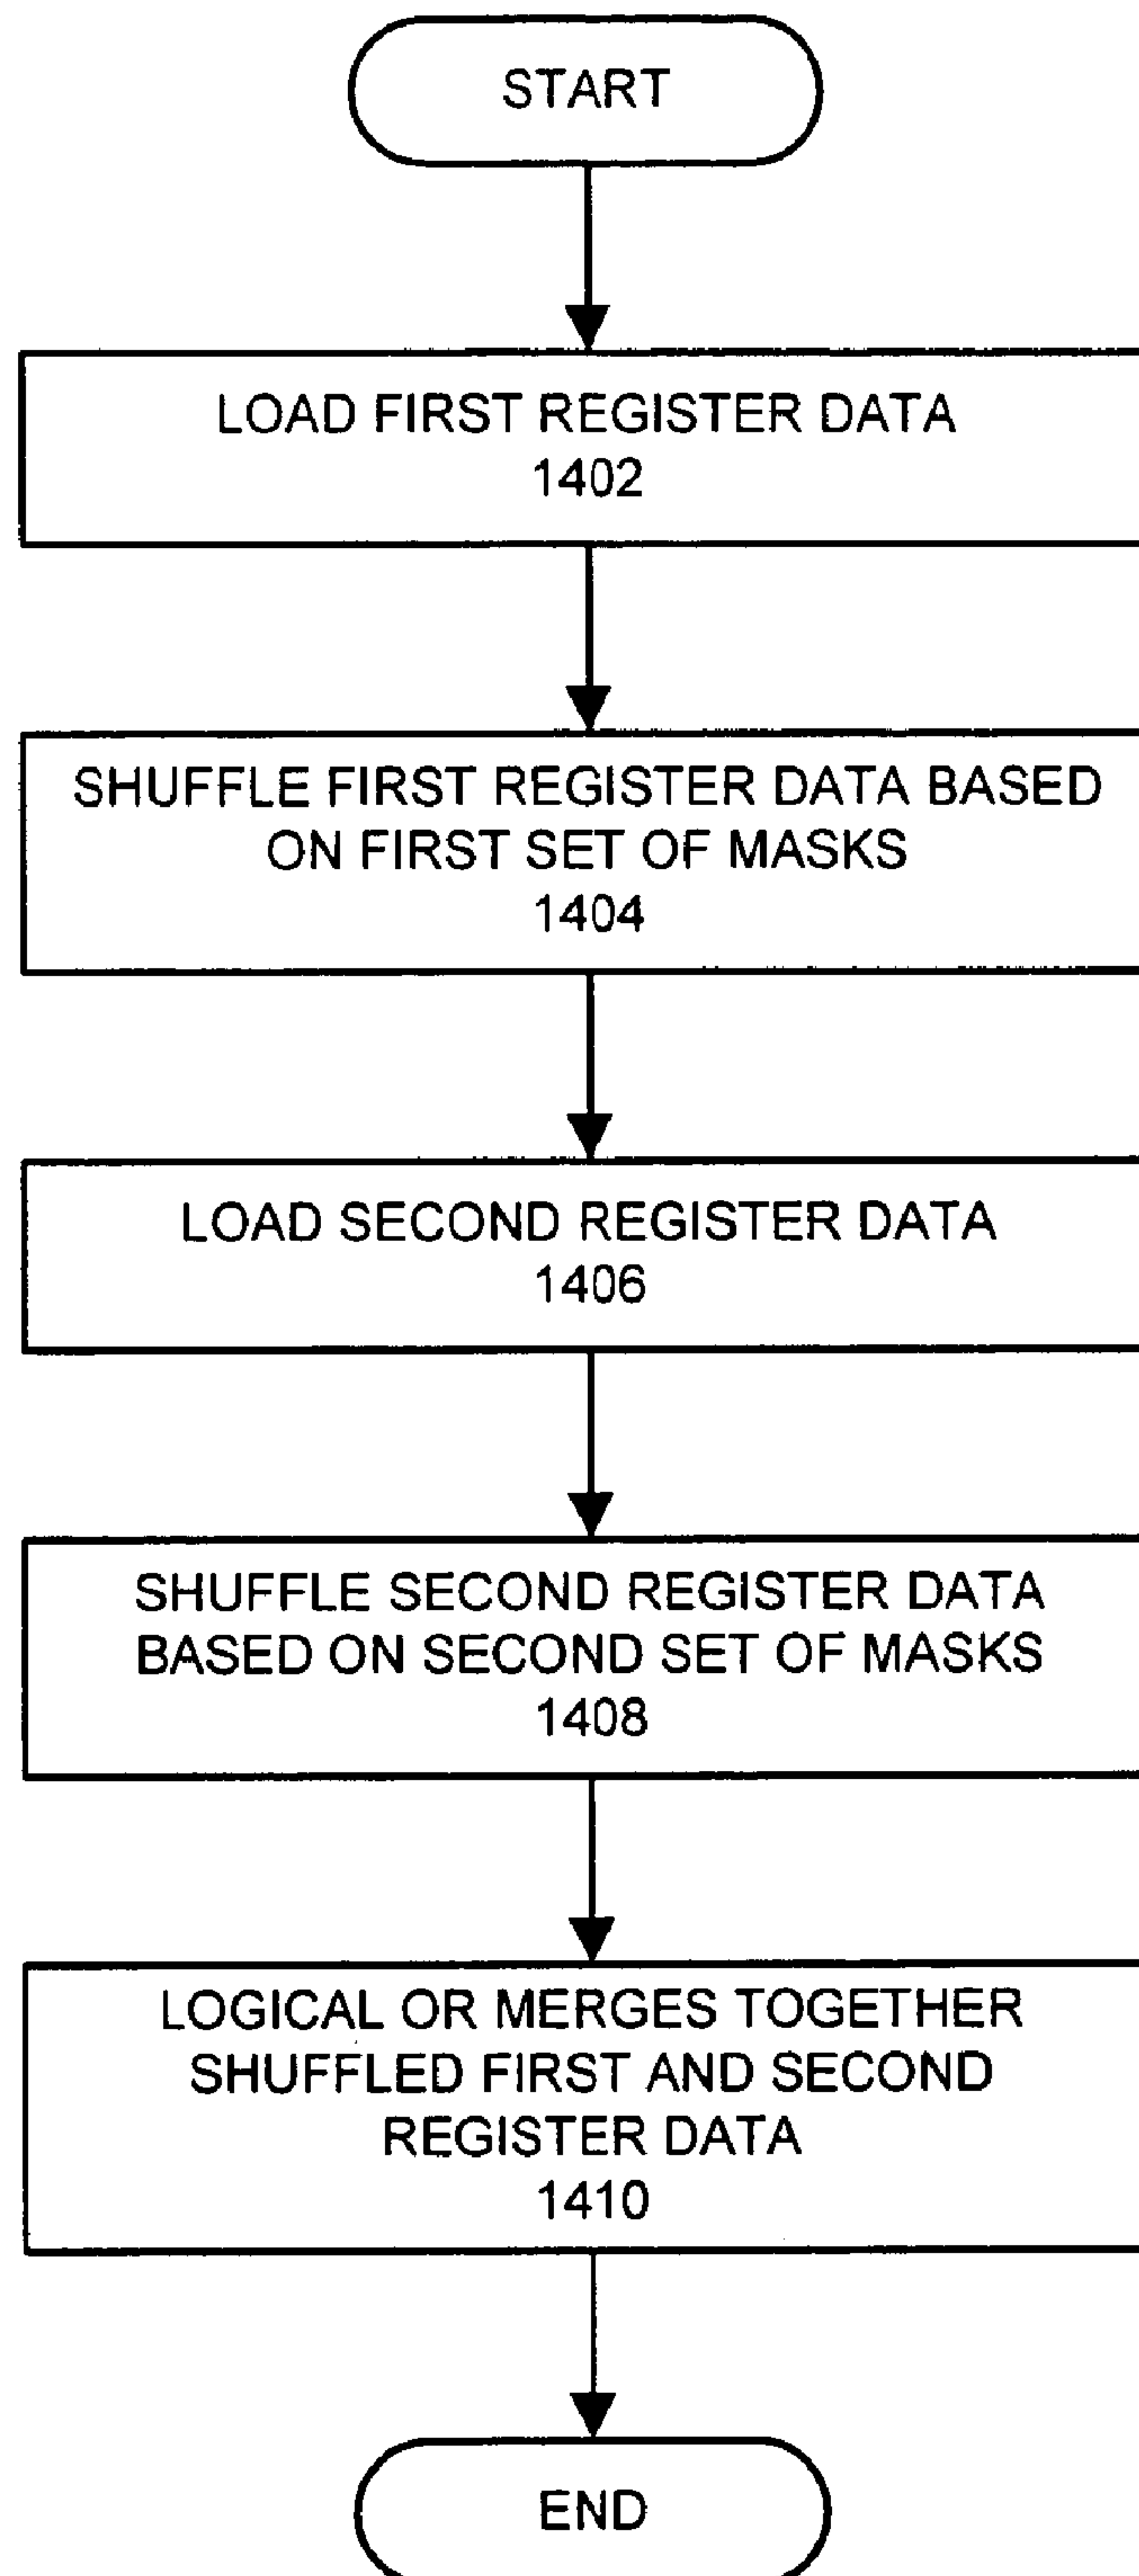 START
LOAD FIRST REGISTER DATA
1402
SHUFFLE FIRST REGISTER DATA BASED
ON FIRST SET OF MASKS
1404
LOAD SECOND REGISTER DATA
1406
SHUFFLE SECOND REGISTER DATA
BASED ON SECOND SET OF MASKS
1408
LOGICAL OR MERGES TOGETHER
SHUFFLED FIRST AND SECOND
REGISTER DATA
1410
END